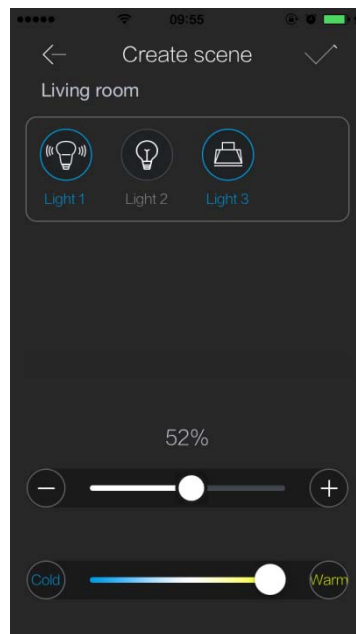 09:55
Create scene
Living room
Light 1 Light 2 Light 3
52%
Cold Warm